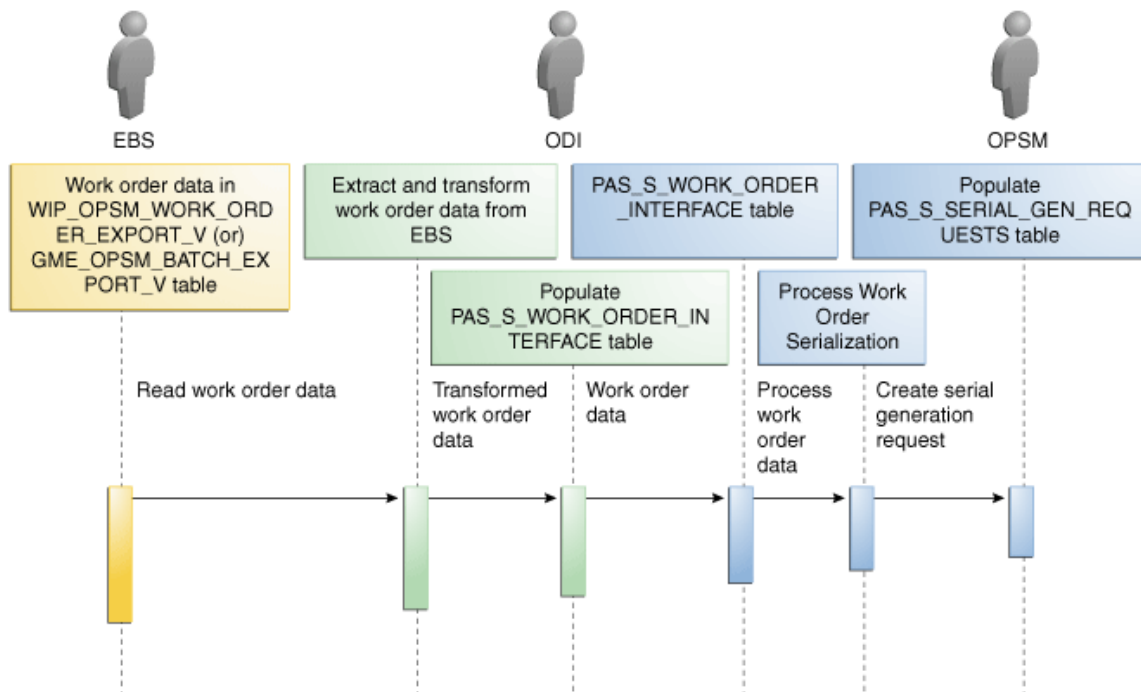 EBS
ODI
OPSM
Work order data in
WIP_OPSM_WORK_ORD
ER_EXPORT_V (or)
GME_OPSM_BATCH_EX
PORT_V table
Extract and transform
work order data from
EBS
PAS_S_WORK_ORDER
_INTERFACE table
Populate
PAS_S_SERIAL_GEN_REQ
UESTS table
Populate
PAS_S_WORK_ORDER_IN
TERFACE table
Process Work
Order
Serialization
Read work order data
Transformed
work order
data
Work order
data
Process
work
order
data
Create serial
generation
request